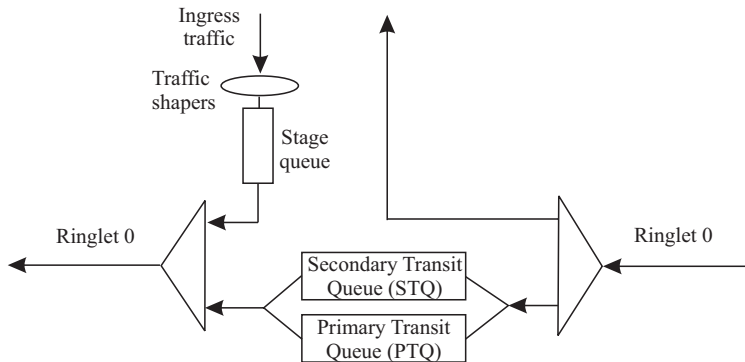 Ingress
traffic
Traffic
shapers
Stage
queue
Ringlet 0
Ringlet 0
Secondary Transit
Queue (STQ)
Primary Transit
Queue (PTQ)